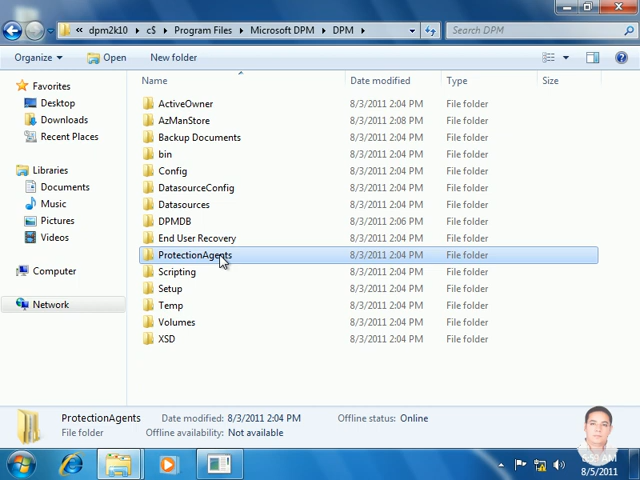 « dpm2k10 ▸ c$ ▸ Program Files ▸ Microsoft DPM ▸ DPM ▸
Search DPM
Organize Open New folder
Favorites
Desktop
Downloads
Recent Places
Libraries
Documents
Music
Pictures
Videos
Computer
Network
Name Date modified Type Size
ActiveOwner 8/3/2011 2:04 PM File folder
AzManStore 8/3/2011 2:08 PM File folder
Backup Documents 8/3/2011 2:04 PM File folder
bin 8/3/2011 2:04 PM File folder
Config 8/3/2011 2:04 PM File folder
DatasourceConfig 8/3/2011 2:04 PM File folder
Datasources 8/3/2011 2:04 PM File folder
DPMDB 8/3/2011 2:06 PM File folder
End User Recovery 8/3/2011 2:04 PM File folder
ProtectionAgents 8/3/2011 2:04 PM File folder
Scripting 8/3/2011 2:04 PM File folder
Setup 8/3/2011 2:04 PM File folder
Temp 8/3/2011 2:04 PM File folder
Volumes 8/3/2011 2:04 PM File folder
XSD 8/3/2011 2:04 PM File folder
ProtectionAgents Date modified: 8/3/2011 2:04 PM Offline status: Online
File folder Offline availability: Not available
8/5/2011